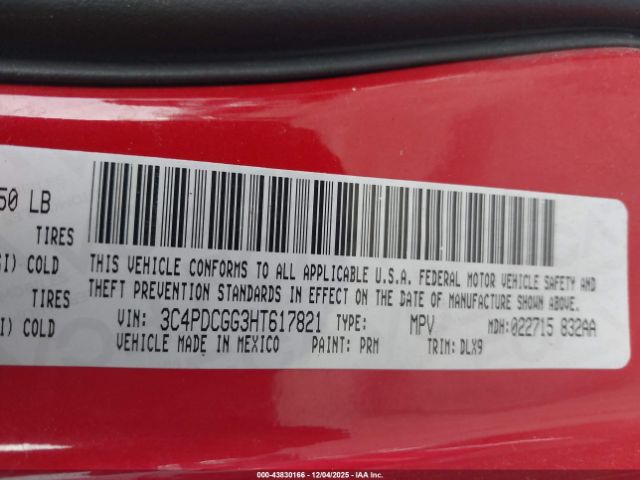 50 LB
TIRES
SI) COLD
TIRES
I) COLD
THIS VEHICLE CONFORMS TO ALL APPLICABLE U.S.A. FEDERAL MOTOR VEHICLE SAFETY AND
THEFT PREVENTION STANDARDS IN EFFECT ON THE DATE OF MANUFACTURE SHOWN ABOVE.
VIN: 3C4PDCGG3HT617821 TYPE: MPV MDH:022715 832AA
VEHICLE MADE IN MEXICO PAINT: PRM TRIM: DLX9
000-43830166 - 12/04/2025 - IAA Inc.